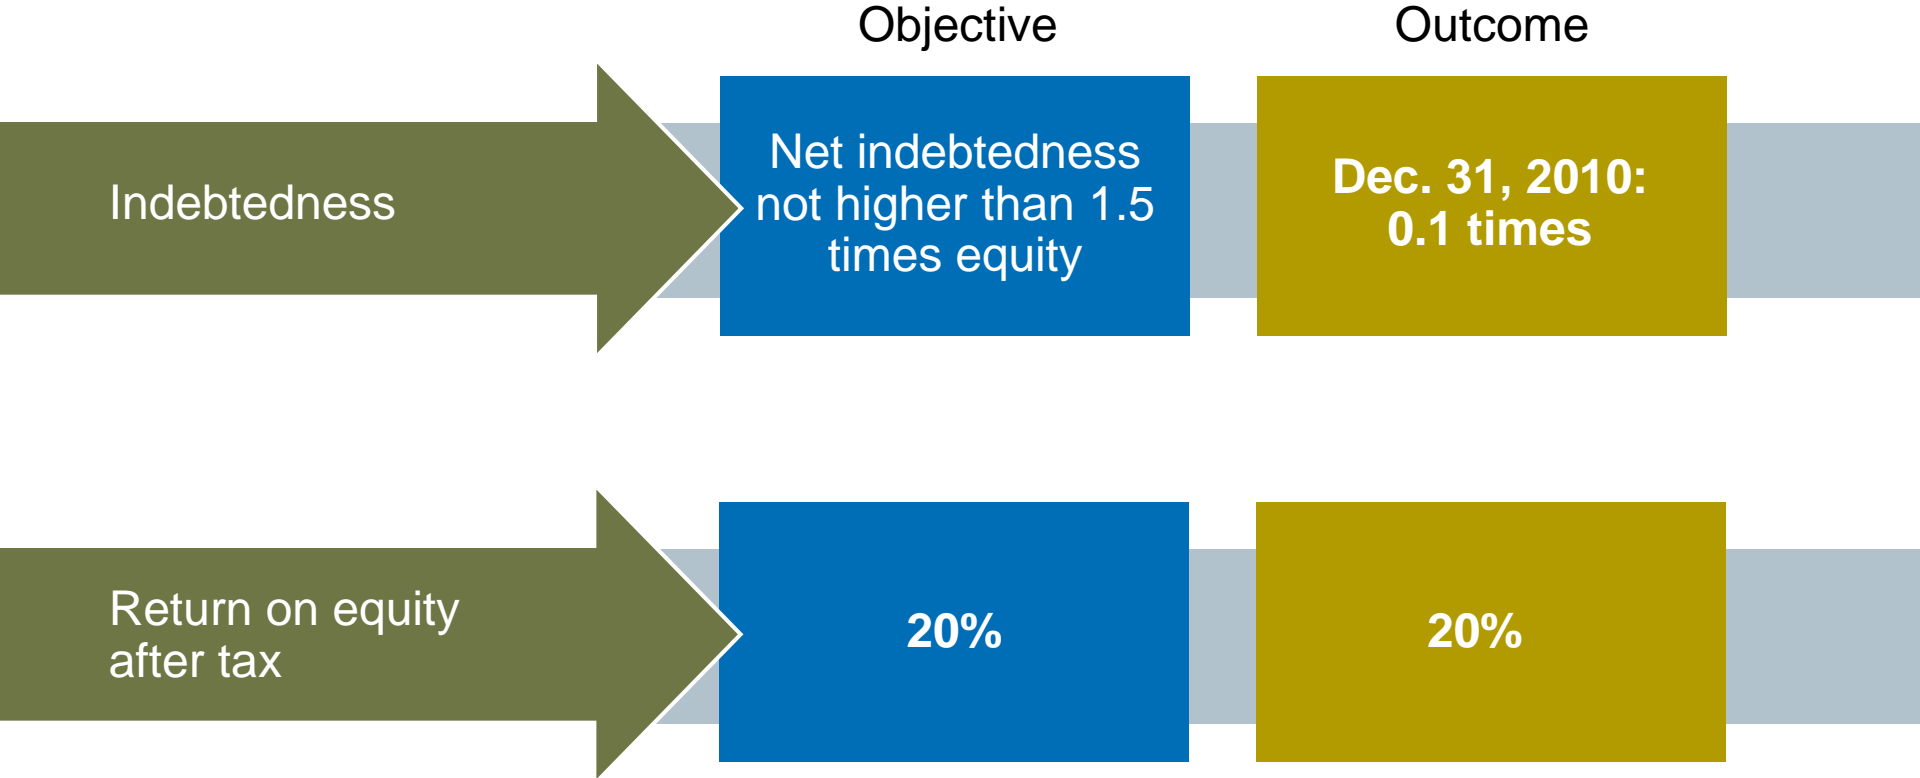 Objective
Outcome
Indebtedness
Net indebtedness
not higher than 1.5
times equity
Dec. 31, 2010:
0.1 times
Return on equity
after tax
20%
20%